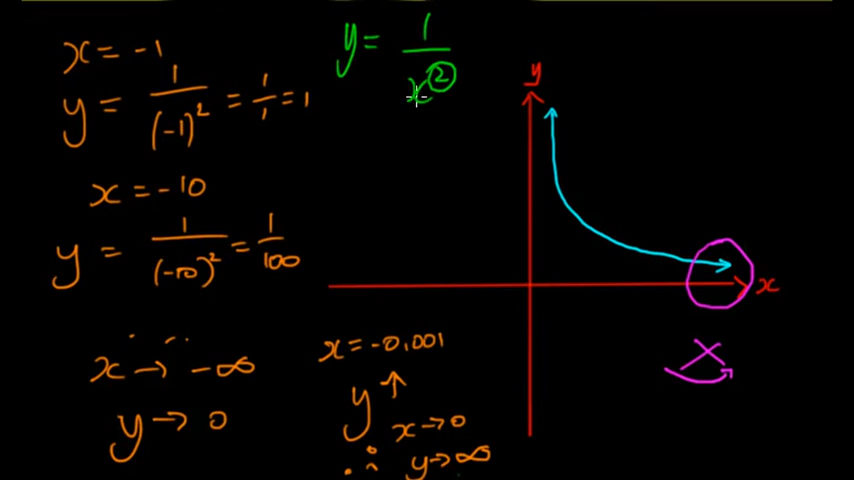 x = -1
y = 1/(-1)² = 1/1 = 1
x = -10
y = 1/(-10)² = 1/100
x → -∞
y → 0
y = 1/x²
x = -0.001
y ↑
x → 0
∴ y → ∞
y
x